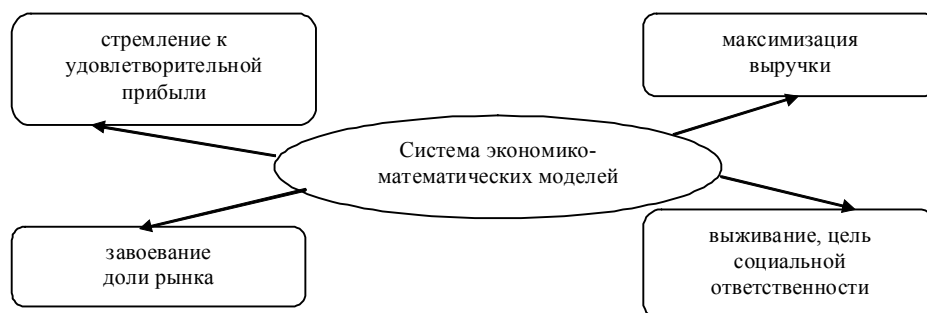 стремление к
удовлетворительной
прибыли
максимизация
выручки
Система экономико-
математических моделей
завоевание
доли рынка
выживание, цель
социальной
ответственности